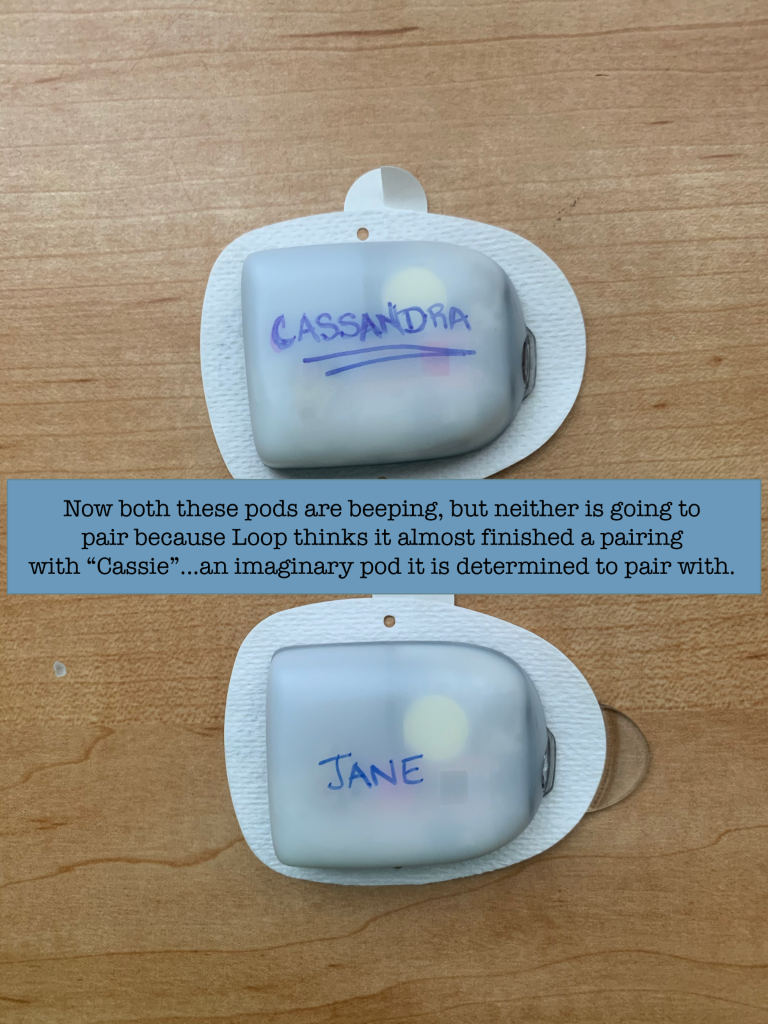 CASSANDRA
Now both these pods are beeping, but neither is going to
pair because Loop thinks it almost finished a pairing
with “Cassie”...an imaginary pod it is determined to pair with.
JANE